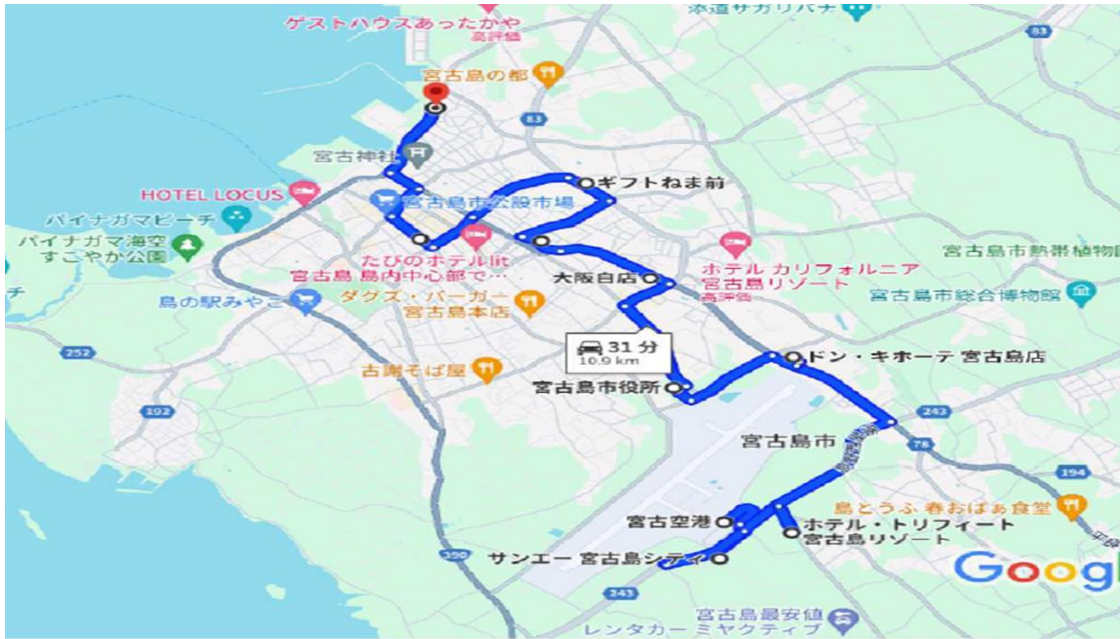 ゲストハウスあったかや
高評価
添道サガリバナ
83
宮古島の都
83
宮古神社
HOTEL LOCUS
パイナガマビーチ
パイナガマ海空
すこやか公園
宮古島市公設市場
ギフトねま前
たびのホテルlit
宮古島 島内中心部で…
大阪白店
ホテル カリフォルニア
宮古島リゾート
高評価
宮古島市熱帯植物園
宮古島市総合博物館
島の駅みやこ
ダグズ・バーガー
宮古島本店
31 分
10.9 km
ドン・キホーテ 宮古島店
252
古謝そば屋
宮古島市役所
192
243
宮古島市
78
194
島とうふ 春おばぁ食堂
宮古空港
ホテル・トリフィート
宮古島リゾート
サンエー 宮古島シティ
390
243
Googl
宮古島最安値
レンタカー ミヤクティブ